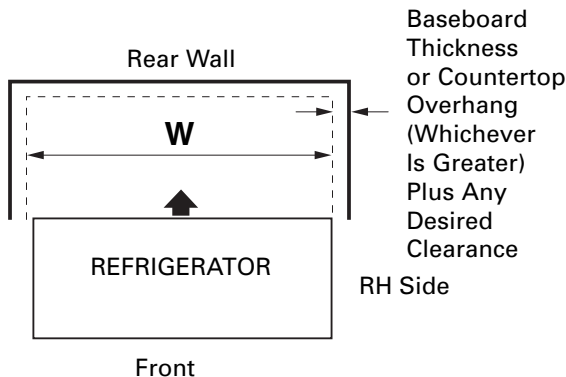 Rear Wall
Baseboard
Thickness
or Countertop
Overhang
(Whichever
Is Greater)
Plus Any
Desired
Clearance
W
REFRIGERATOR
RH Side
Front